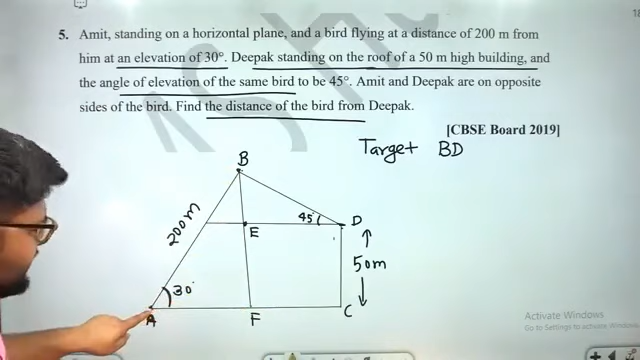 18
5. Amit, standing on a horizontal plane, and a bird flying at a distance of 200 m from
him at an elevation of 30°. Deepak standing on the roof of a 50 m high building, and
the angle of elevation of the same bird to be 45°. Amit and Deepak are on opposite
sides of the bird. Find the distance of the bird from Deepak.
[CBSE Board 2019]
Target BD
B
200m
45°
D
E
50m
30°
A
F
C
Activate Windows
Go to Settings to activate Windows.